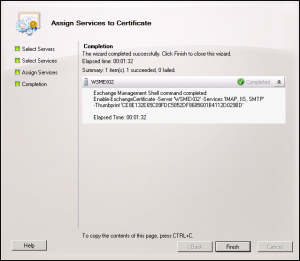 Assign Services to Certificate
Select Servers
Select Services
Assign Services
Completion
Completion
The wizard completed successfully. Click Finish to close this wizard.
Elapsed time: 00:01:32
Summary: 1 item(s). 1 succeeded, 0 failed.
WSMEX02
Completed
Exchange Management Shell command completed:
Enable-ExchangeCertificate -Server 'WSMEX02' -Services 'IMAP, IIS, SMTP'
-Thumbprint
Elapsed Time: 00:01:32
To copy the contents of this page, press CTRL+C.
Help
< Back
Finish
Cancel